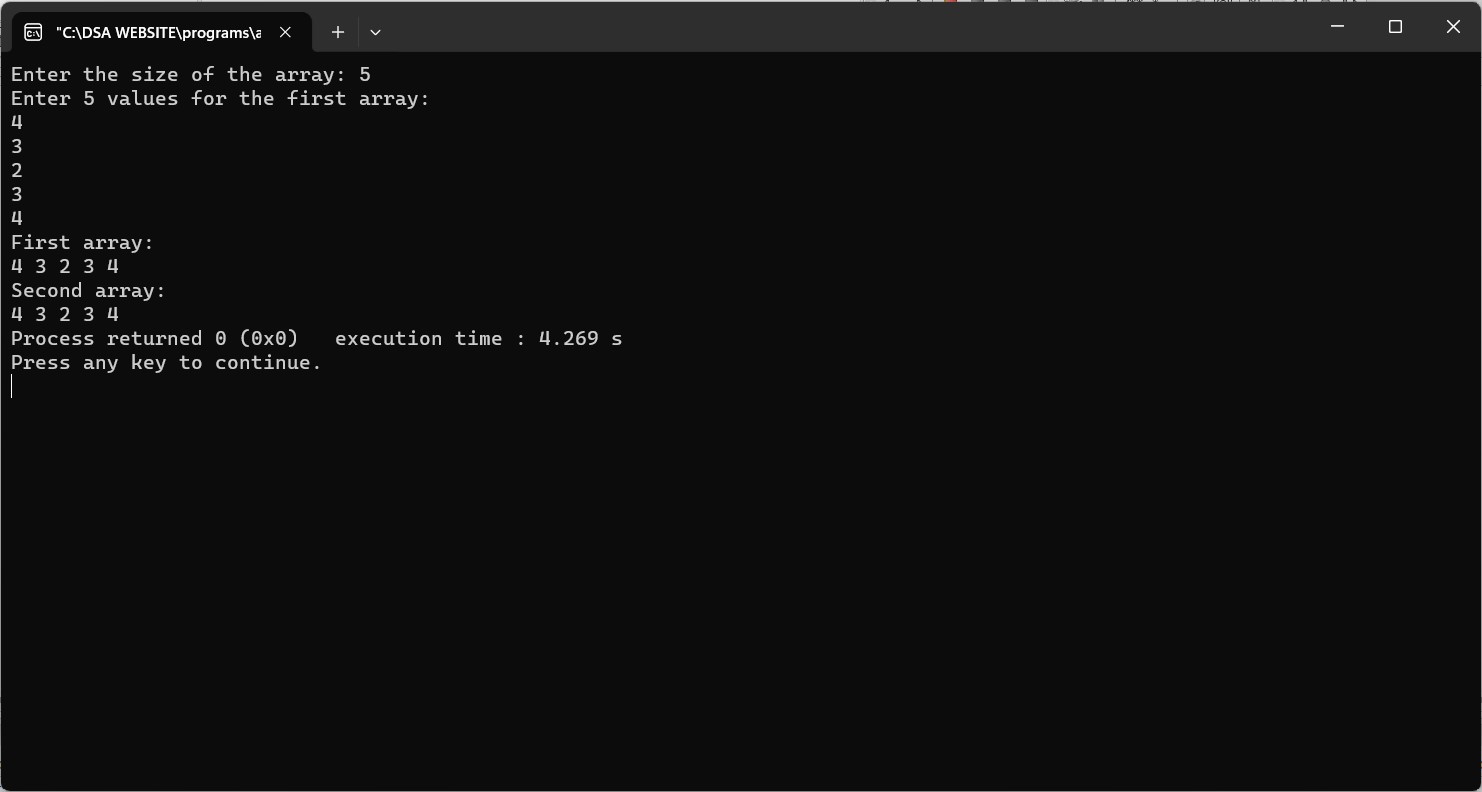 "C:\DSA WEBSITE\programs\a
Enter the size of the array: 5
Enter 5 values for the first array:
4
3
2
3
4
First array:
4 3 2 3 4
Second array:
4 3 2 3 4
Process returned 0 (0x0)   execution time : 4.269 s
Press any key to continue.